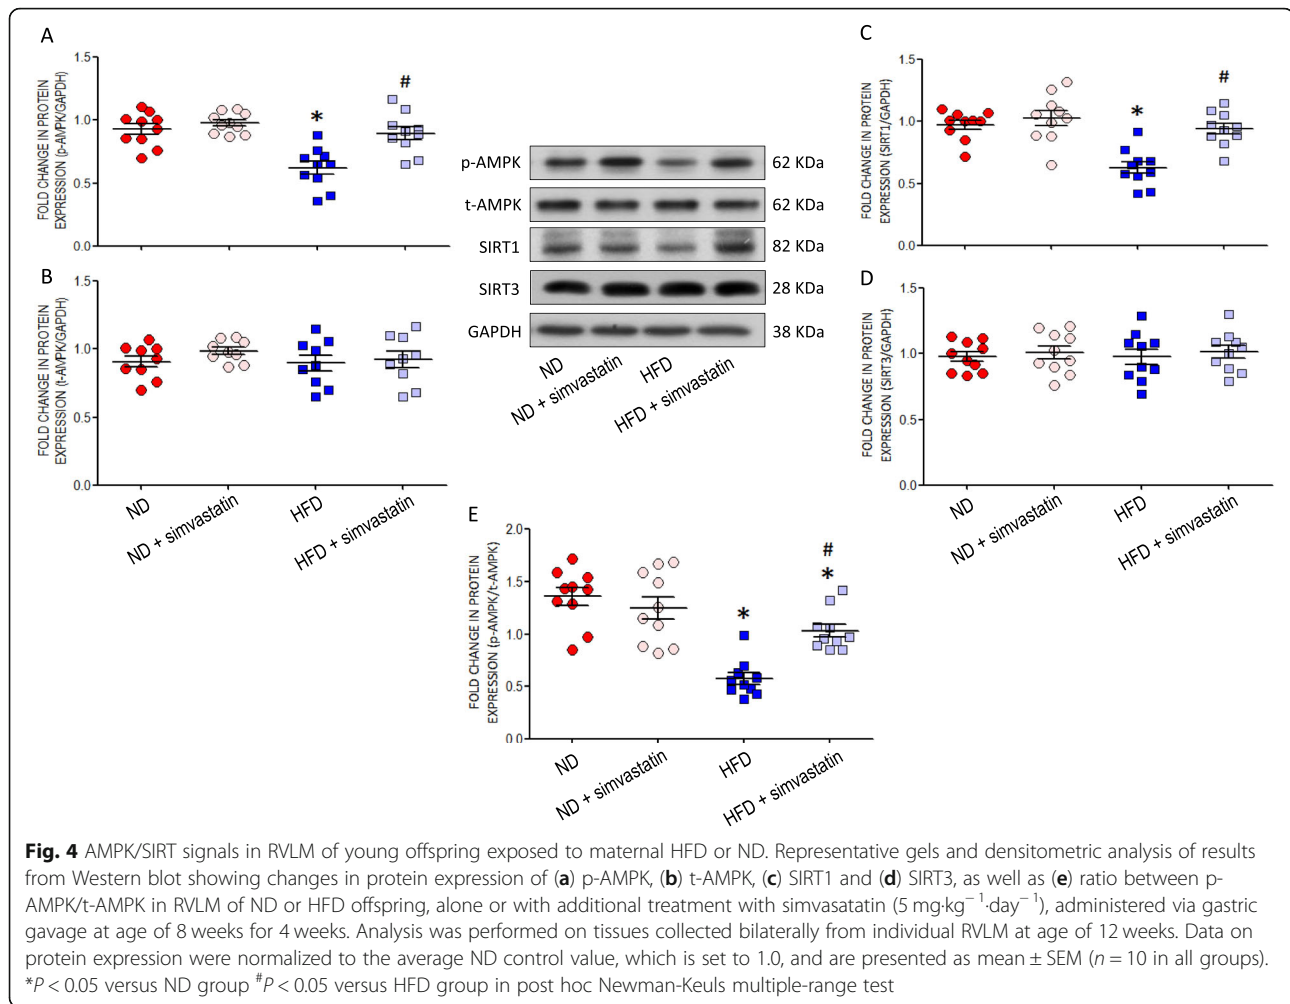 A
1.5
1.0
0.5
0.0
FOLD CHANGE IN PROTEIN
EXPRESSION (p-AMPK/GAPDH)
*
#
B
1.5
1.0
0.5
0.0
FOLD CHANGE IN PROTEIN
EXPRESSION (t-AMPK/GAPDH)
ND
ND + simvastatin
HFD
HFD + simvastatin
p-AMPK 62 KDa
t-AMPK 62 KDa
SIRT1 82 KDa
SIRT3 28 KDa
GAPDH 38 KDa
ND
ND + simvastatin
HFD
HFD + simvastatin
C
1.5
1.0
0.5
0.0
FOLD CHANGE IN PROTEIN
EXPRESSION (SIRT1/GAPDH)
*
#
D
1.5
1.0
0.5
0.0
FOLD CHANGE IN PROTEIN
EXPRESSION (SIRT3/GAPDH)
ND
ND + simvastatin
HFD
HFD + simvastatin
E
2.0
1.5
1.0
0.5
0.0
FOLD CHANGE IN PROTEIN
EXPRESSION (p-AMPK/t-AMPK)
*
#
*
ND
ND + simvastatin
HFD
HFD + simvastatin
Fig. 4 AMPK/SIRT signals in RVLM of young offspring exposed to maternal HFD or ND. Representative gels and densitometric analysis of results
from Western blot showing changes in protein expression of (a) p-AMPK, (b) t-AMPK, (c) SIRT1 and (d) SIRT3, as well as (e) ratio between p-
AMPK/t-AMPK in RVLM of ND or HFD offspring, alone or with additional treatment with simvasatatin (5 mg·kg⁻¹·day⁻¹), administered via gastric
gavage at age of 8 weeks for 4 weeks. Analysis was performed on tissues collected bilaterally from individual RVLM at age of 12 weeks. Data on
protein expression were normalized to the average ND control value, which is set to 1.0, and are presented as mean ± SEM (n = 10 in all groups).
*P < 0.05 versus ND group #P < 0.05 versus HFD group in post hoc Newman-Keuls multiple-range test